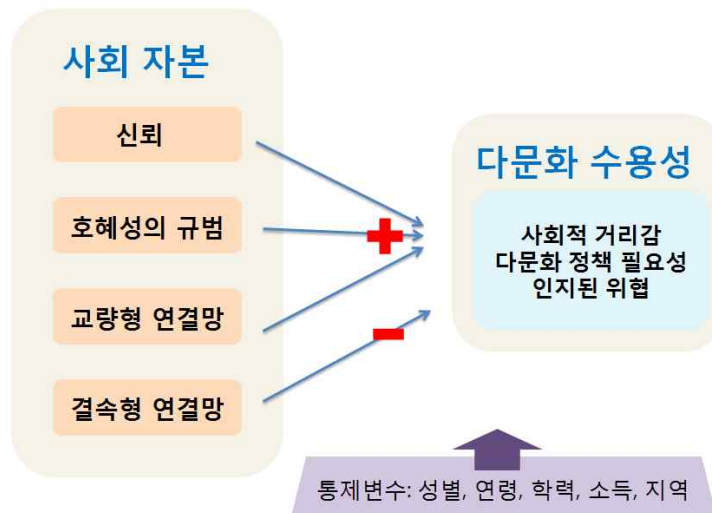 사회 자본
신뢰
호혜성의 규범
교량형 연결망
결속형 연결망
다문화 수용성
사회적 거리감
다문화 정책 필요성
인지된 위협
통제변수: 성별, 연령, 학력, 소득, 지역